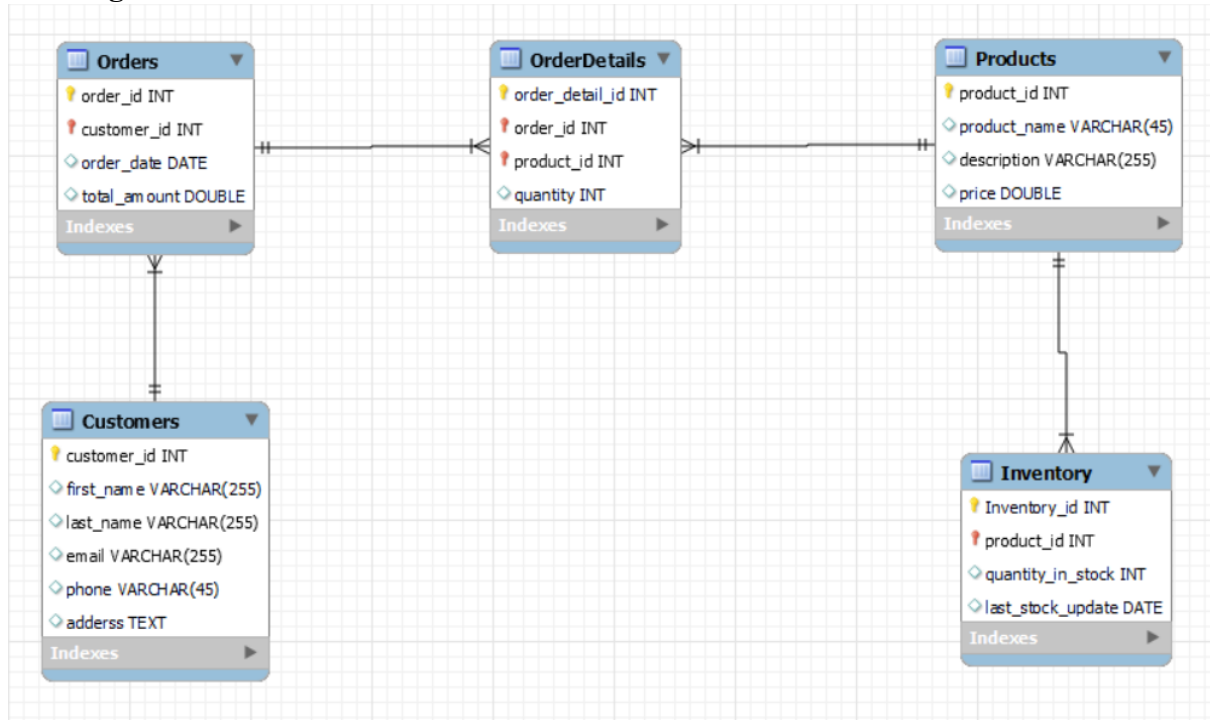 Orders
order_id INT
customer_id INT
order_date DATE
total_amount DOUBLE
Indexes
OrderDetails
order_detail_id INT
order_id INT
product_id INT
quantity INT
Indexes
Products
product_id INT
product_name VARCHAR(45)
description VARCHAR(255)
price DOUBLE
Indexes
Customers
customer_id INT
first_name VARCHAR(255)
last_name VARCHAR(255)
email VARCHAR(255)
phone VARCHAR(45)
adderss TEXT
Indexes
Inventory
Inventory_id INT
product_id INT
quantity_in_stock INT
last_stock_update DATE
Indexes